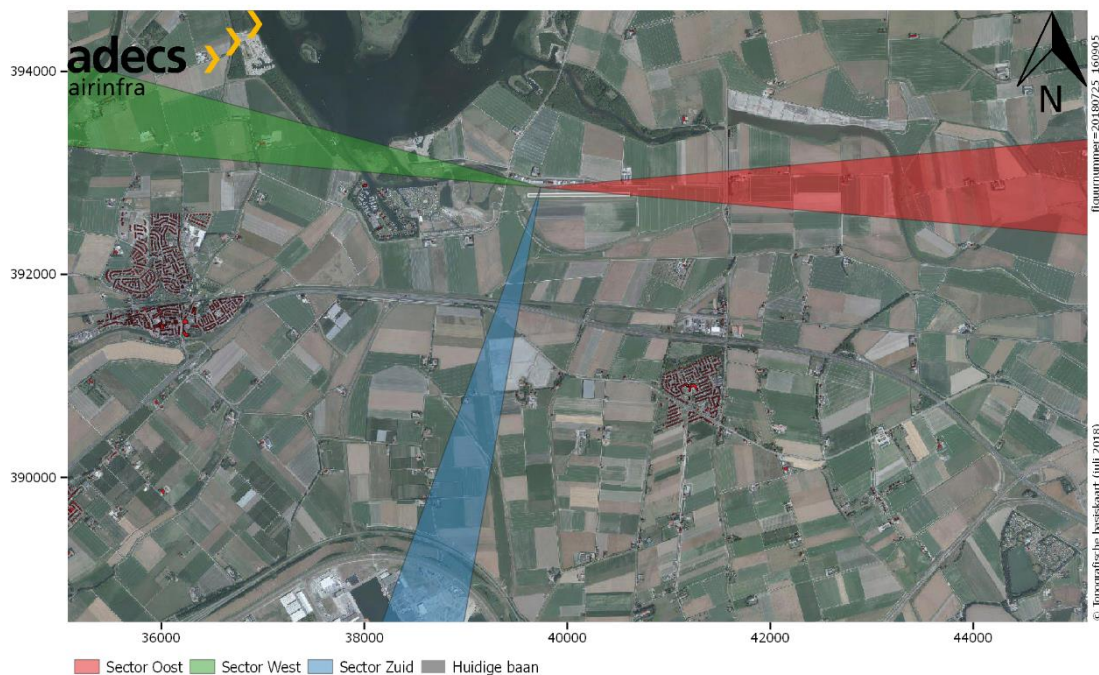 adecs
airinfra
394000
392000
390000
36000
38000
40000
42000
44000
N
figuurnummer=20180725_160905
© Topografische basiskaart (juli 2018)
Sector Oost
Sector West
Sector Zuid
Huidige baan